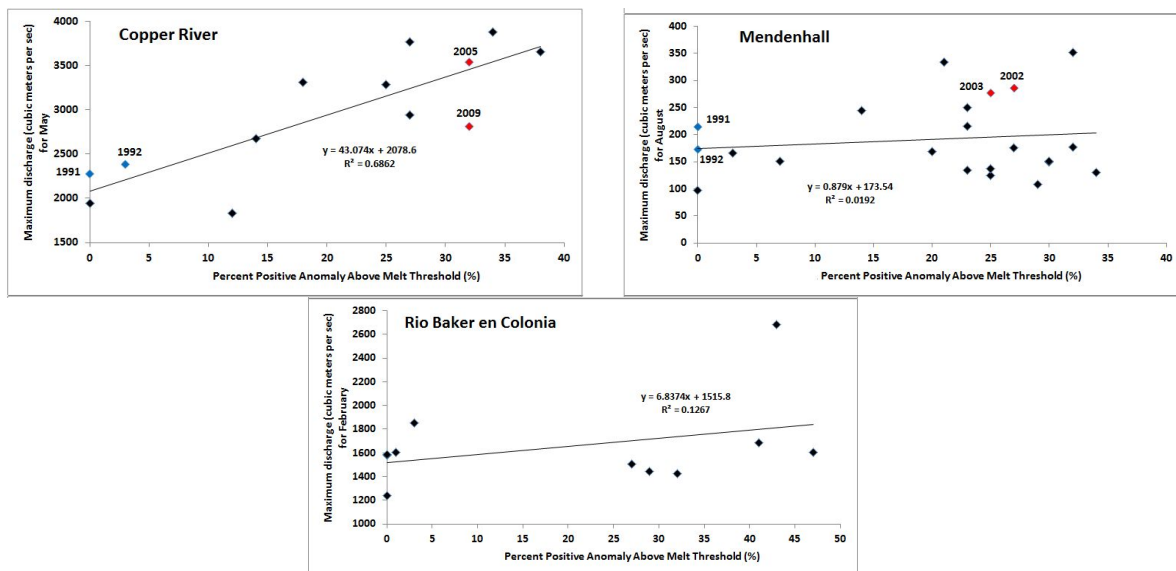 Copper River
Maximum discharge (cubic meters per sec)
for May
4000
3500
3000
2500
2000
1500
2005
2009
1992
1991
y = 43.074x + 2078.6
R² = 0.6862
0 5 10 15 20 25 30 35 40
Percent Positive Anomaly Above Melt Threshold (%)
Mendenhall
Maximum discharge (cubic meters per sec)
for August
400
350
300
250
200
150
100
50
0
2003
2002
1991
1992
y = 0.879x + 173.54
R² = 0.0192
0 5 10 15 20 25 30 35 40
Percent Positive Anomaly Above Melt Threshold (%)
Rio Baker en Colonia
Maximum discharge (cubic meters per sec)
for February
2800
2600
2400
2200
2000
1800
1600
1400
1200
1000
y = 6.8374x + 1515.8
R² = 0.1267
0 5 10 15 20 25 30 35 40 45 50
Percent Positive Anomaly Above Melt Threshold (%)